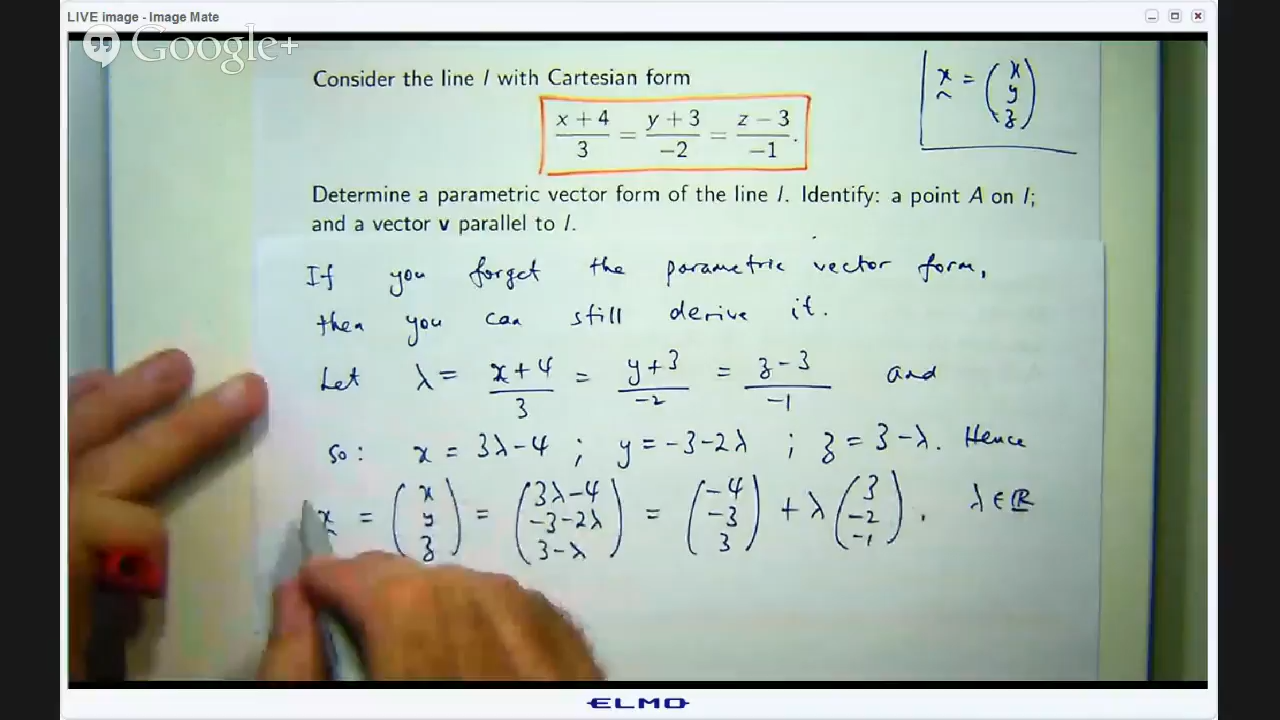 LIVE image - Image Mate
Google+
Consider the line l with Cartesian form
x + 4 / 3 = y + 3 / -2 = z - 3 / -1 .
x = ( x y z )
Determine a parametric vector form of the line l. Identify: a point A on l;
and a vector v parallel to l.
If you forget the parametric vector form,
then you can still derive it.
Let λ = x+4 / 3 = y+3 / -2 = z-3 / -1 and
so: x = 3λ-4 ; y = -3-2λ ; z = 3-λ. Hence
x = ( x y z ) = ( 3λ-4 -3-2λ 3-λ ) = ( -4 -3 3 ) + λ ( 3 -2 -1 ) . λ ∈ ℝ
ELMO